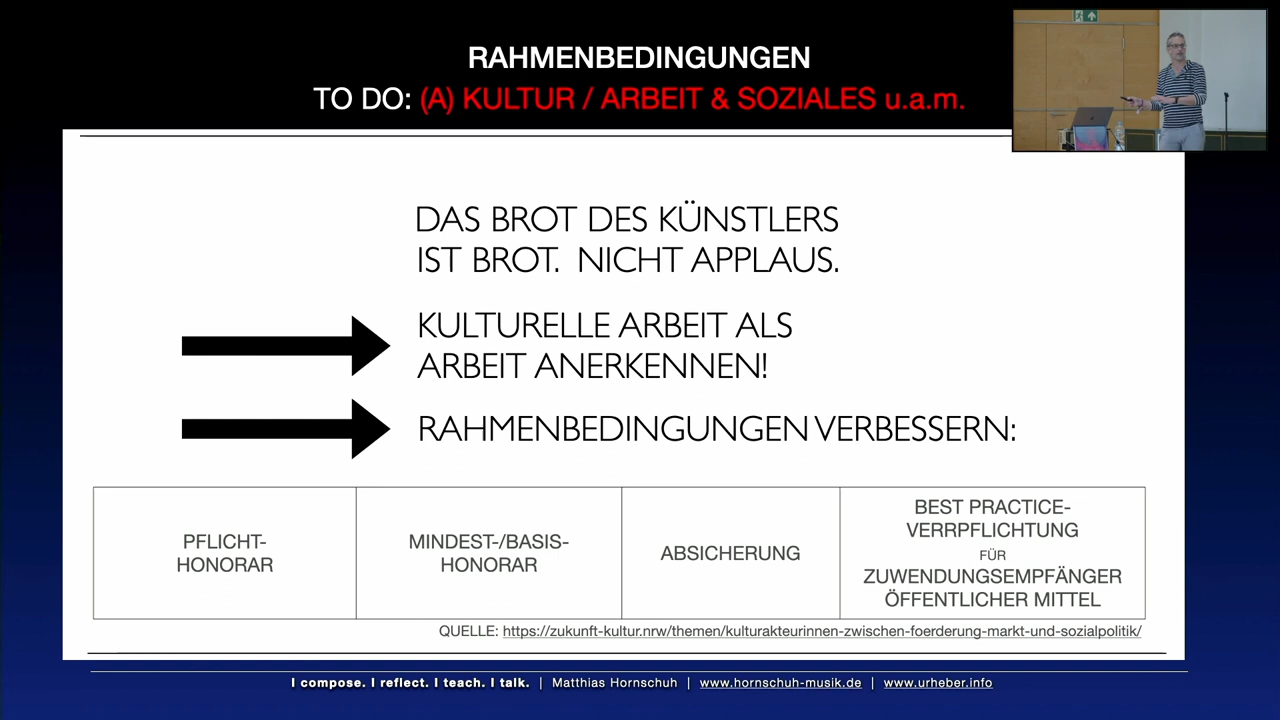 RAHMENBEDINGUNGEN
TO DO: (A) KULTUR / ARBEIT & SOZIALES u.a.m.
DAS BROT DES KÜNSTLERS
IST BROT. NICHT APPLAUS.
KULTURELLE ARBEIT ALS
ARBEIT ANERKENNEN!
RAHMENBEDINGUNGEN VERBESSERN:
PFLICHT-
HONORAR
MINDEST-/BASIS-
HONORAR
ABSICHERUNG
BEST PRACTICE-
VERRPFLICHTUNG
FÜR
ZUWENDUNGSEMPFÄNGER
ÖFFENTLICHER MITTEL
QUELLE: https://zukunft-kultur.nrw/themen/kulturakteurinnen-zwischen-foerderung-markt-und-sozialpolitik/
I compose. I reflect. I teach. I talk. | Matthias Hornschuh | www.hornschuh-musik.de | www.urheber.info